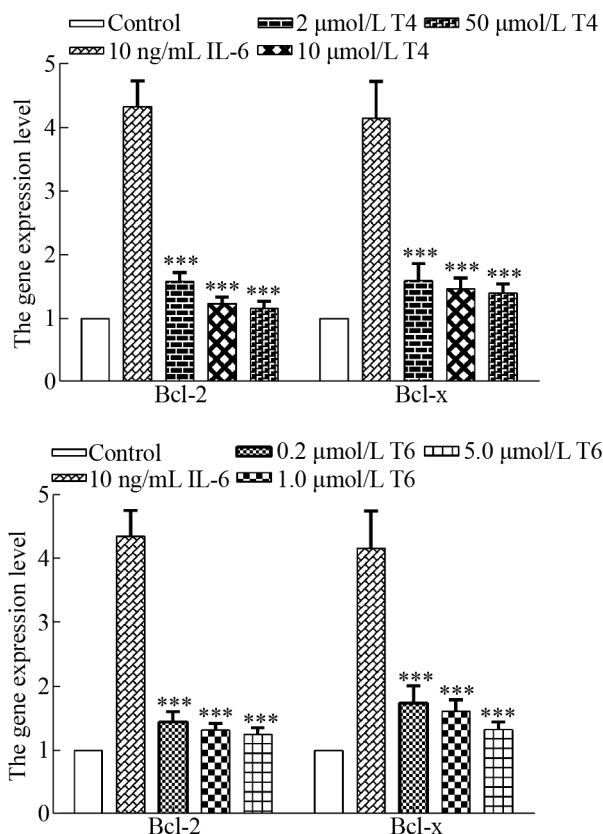 Control 2 μmol/L T4 50 μmol/L T4
10 ng/mL IL-6 10 μmol/L T4
The gene expression level
5
4
3
2
1
0
*** *** ***
*** *** ***
Bcl-2 Bcl-x
Control 0.2 μmol/L T6 5.0 μmol/L T6
10 ng/mL IL-6 1.0 μmol/L T6
The gene expression level
5
4
3
2
1
0
*** *** ***
*** *** ***
Bcl-2 Bcl-x